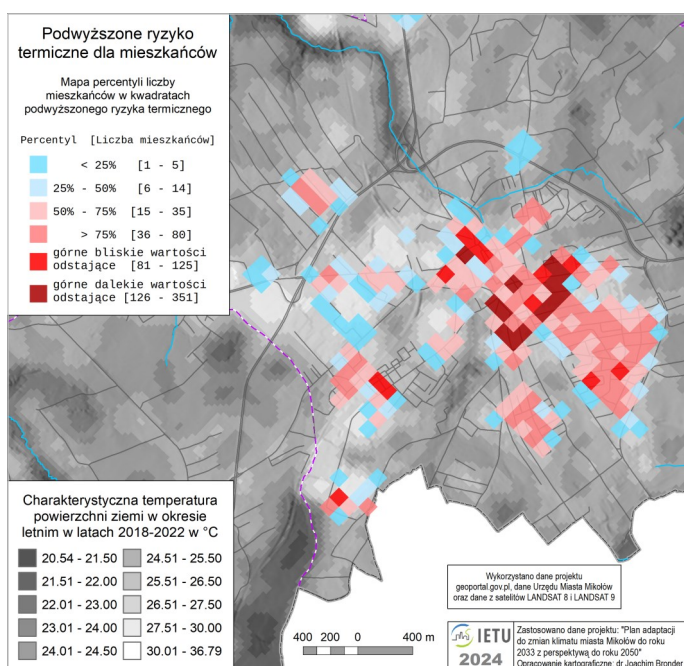 Podwyższone ryzyko
termiczne dla mieszkańców
Mapa percentyli liczby
mieszkańców w kwadratach
podwyższonego ryzyka termicznego
Percentyl [Liczba mieszkańców]
< 25% [1 - 5]
25% - 50% [6 - 14]
50% - 75% [15 - 35]
> 75% [36 - 80]
górne bliskie wartości
odstające [81 - 125]
górne dalekie wartości
odstające [126 - 351]
Charakterystyczna temperatura
powierzchni ziemi w okresie
letnim w latach 2018-2022 w °C
20.54 - 21.50 24.51 - 25.50
21.51 - 22.00 25.51 - 26.50
22.01 - 23.00 26.51 - 27.50
23.01 - 24.00 27.51 - 30.00
24.01 - 24.50 30.01 - 36.79
400 200 0 400 m
Wykorzystano dane projektu
geoportal.gov.pl, dane Urzędu Miasta Mikołów
oraz dane z satelitów LANDSAT 8 i LANDSAT 9
IETU
2024
Zastosowano dane projektu: "Plan adaptacji
do zmian klimatu miasta Mikołów do roku
2033 z perspektywą do roku 2050"
Opracowanie kartograficzne: dr Joachim Bronder